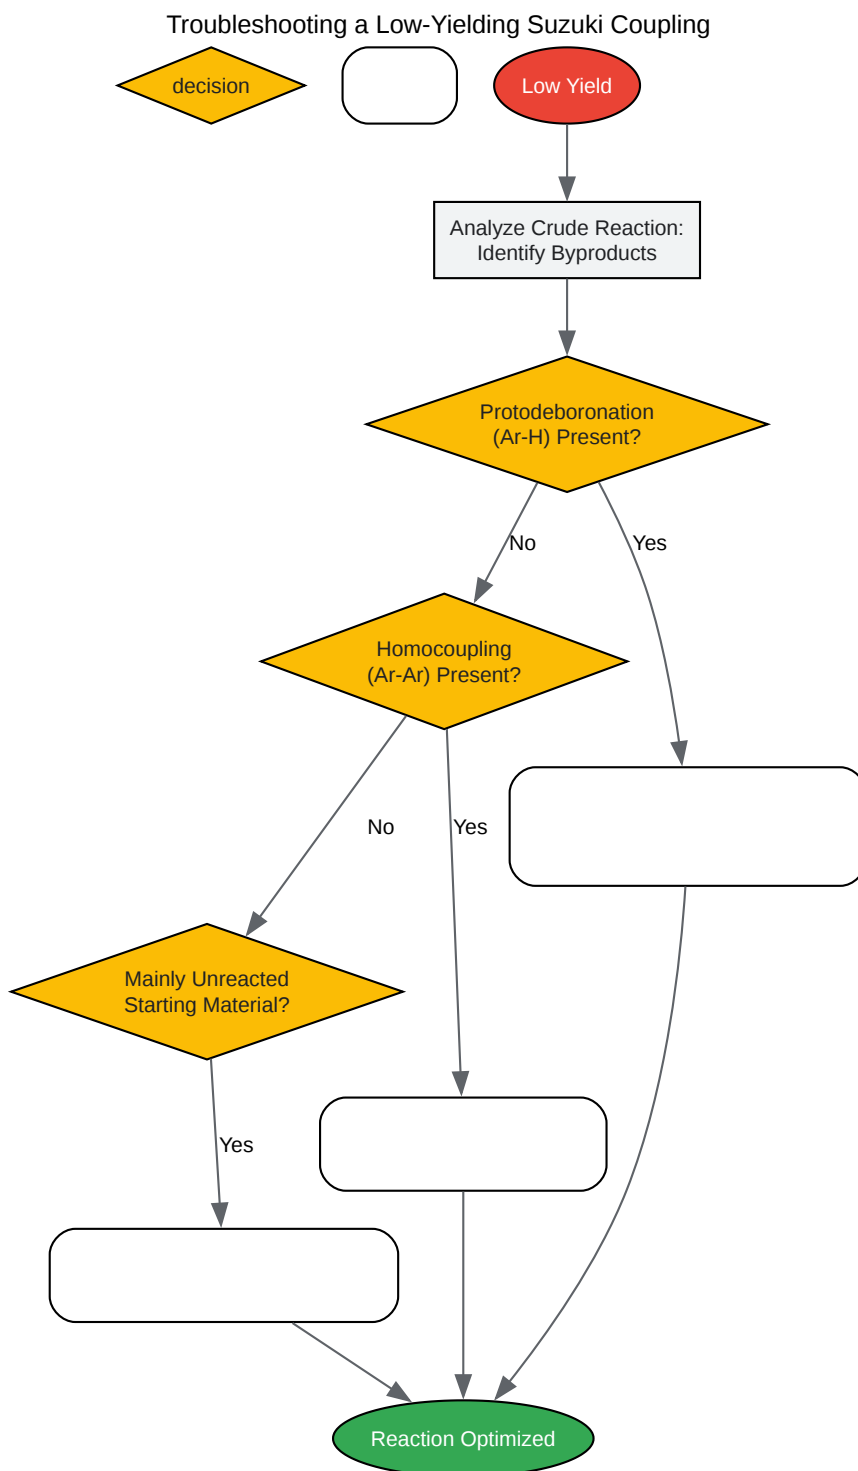 Troubleshooting a Low-Yielding Suzuki Coupling
decision
Low Yield
Analyze Crude Reaction:
Identify Byproducts
Protodeboronation
(Ar-H) Present?
No
Yes
Homocoupling
(Ar-Ar) Present?
No
Yes
Mainly Unreacted
Starting Material?
Yes
Reaction Optimized